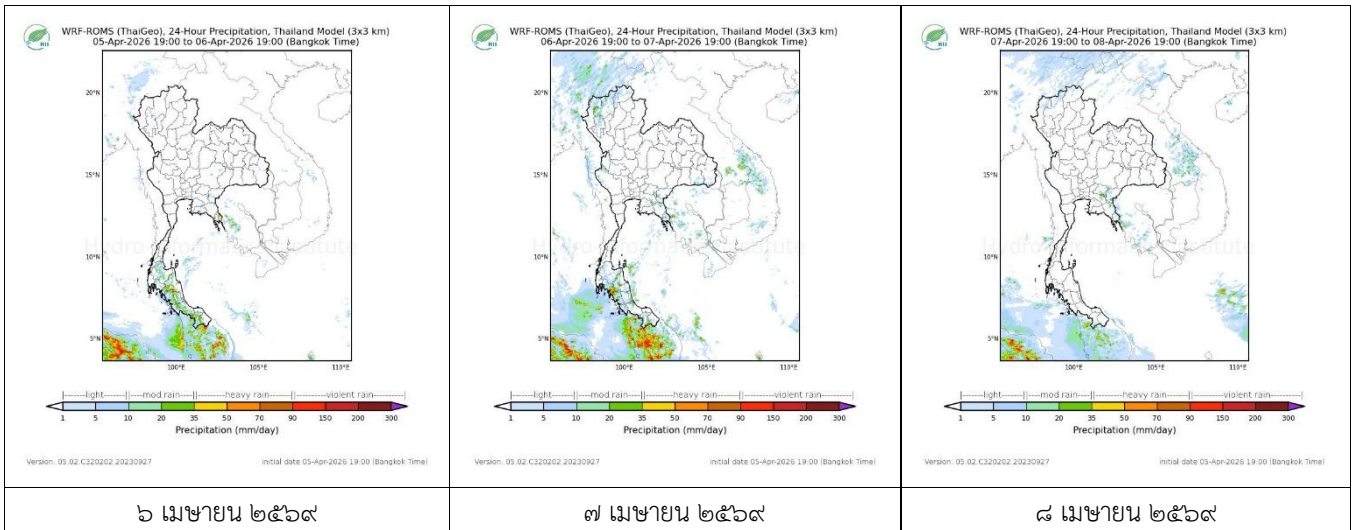 WRF-ROMS (ThaiGeo), 24-Hour Precipitation, Thailand Model (3x3 km)
05-Apr-2026 19:00 to 06-Apr-2026 19:00 (Bangkok Time)
HII
20°N
15°N
10°N
5°N
100°E 105°E 110°E
Hydro-Informatics Institute
|-------light------||----mod rain----||-------heavy rain-------||-------violent rain-------|
1 5 10 20 35 50 70 90 150 200 300
Precipitation (mm/day)
Version: 05.02.C320202.20230927 initial date 05-Apr-2026 19:00 (Bangkok Time)
๖ เมษายน ๒๕๖๙
WRF-ROMS (ThaiGeo), 24-Hour Precipitation, Thailand Model (3x3 km)
06-Apr-2026 19:00 to 07-Apr-2026 19:00 (Bangkok Time)
HII
20°N
15°N
10°N
5°N
100°E 105°E 110°E
Hydro-Informatics Institute
|-------light------||----mod rain----||-------heavy rain-------||-------violent rain-------|
1 5 10 20 35 50 70 90 150 200 300
Precipitation (mm/day)
Version: 05.02.C320202.20230927 initial date 05-Apr-2026 19:00 (Bangkok Time)
๗ เมษายน ๒๕๖๙
WRF-ROMS (ThaiGeo), 24-Hour Precipitation, Thailand Model (3x3 km)
07-Apr-2026 19:00 to 08-Apr-2026 19:00 (Bangkok Time)
HII
20°N
15°N
10°N
5°N
100°E 105°E 110°E
Hydro-Informatics Institute
|-------light------||----mod rain----||-------heavy rain-------||-------violent rain-------|
1 5 10 20 35 50 70 90 150 200 300
Precipitation (mm/day)
Version: 05.02.C320202.20230927 initial date 05-Apr-2026 19:00 (Bangkok Time)
๘ เมษายน ๒๕๖๙